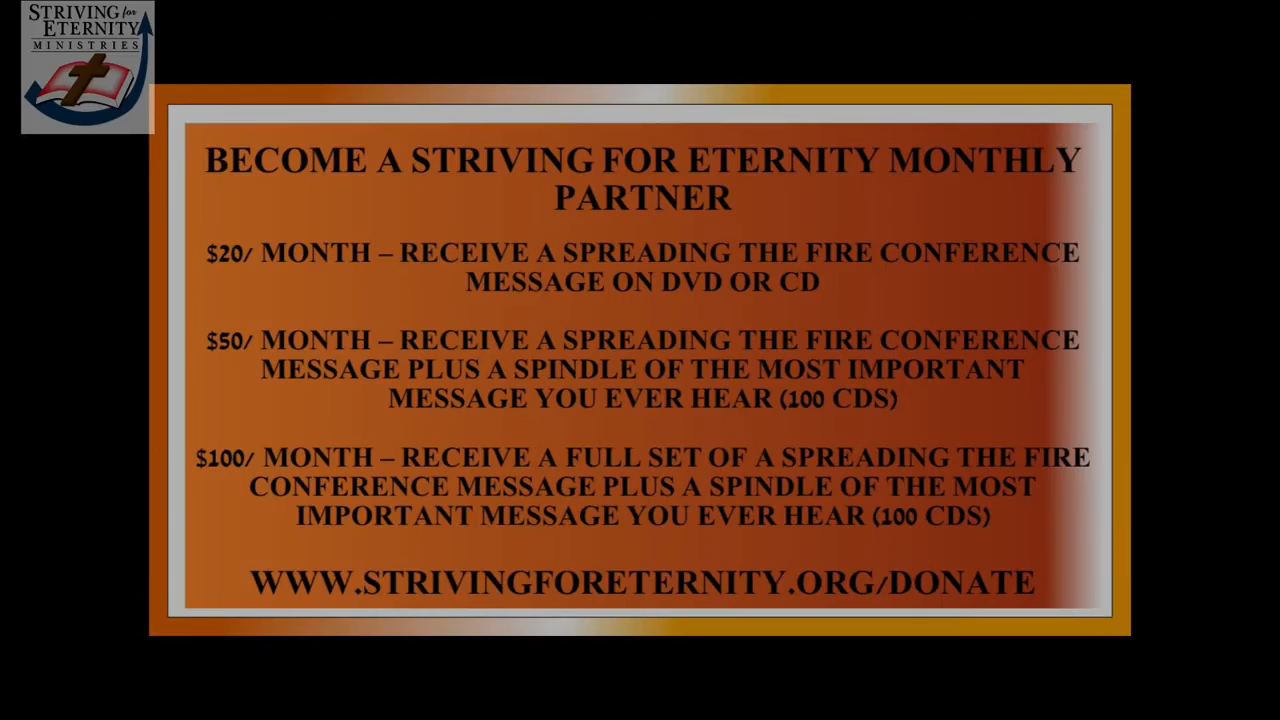 STRIVING for
ETERNITY
MINISTRIES
BECOME A STRIVING FOR ETERNITY MONTHLY
PARTNER
$20/ MONTH – RECEIVE A SPREADING THE FIRE CONFERENCE
MESSAGE ON DVD OR CD
$50/ MONTH – RECEIVE A SPREADING THE FIRE CONFERENCE
MESSAGE PLUS A SPINDLE OF THE MOST IMPORTANT
MESSAGE YOU EVER HEAR (100 CDS)
$100/ MONTH – RECEIVE A FULL SET OF A SPREADING THE FIRE
CONFERENCE MESSAGE PLUS A SPINDLE OF THE MOST
IMPORTANT MESSAGE YOU EVER HEAR (100 CDS)
WWW.STRIVINGFORETERNITY.ORG/DONATE